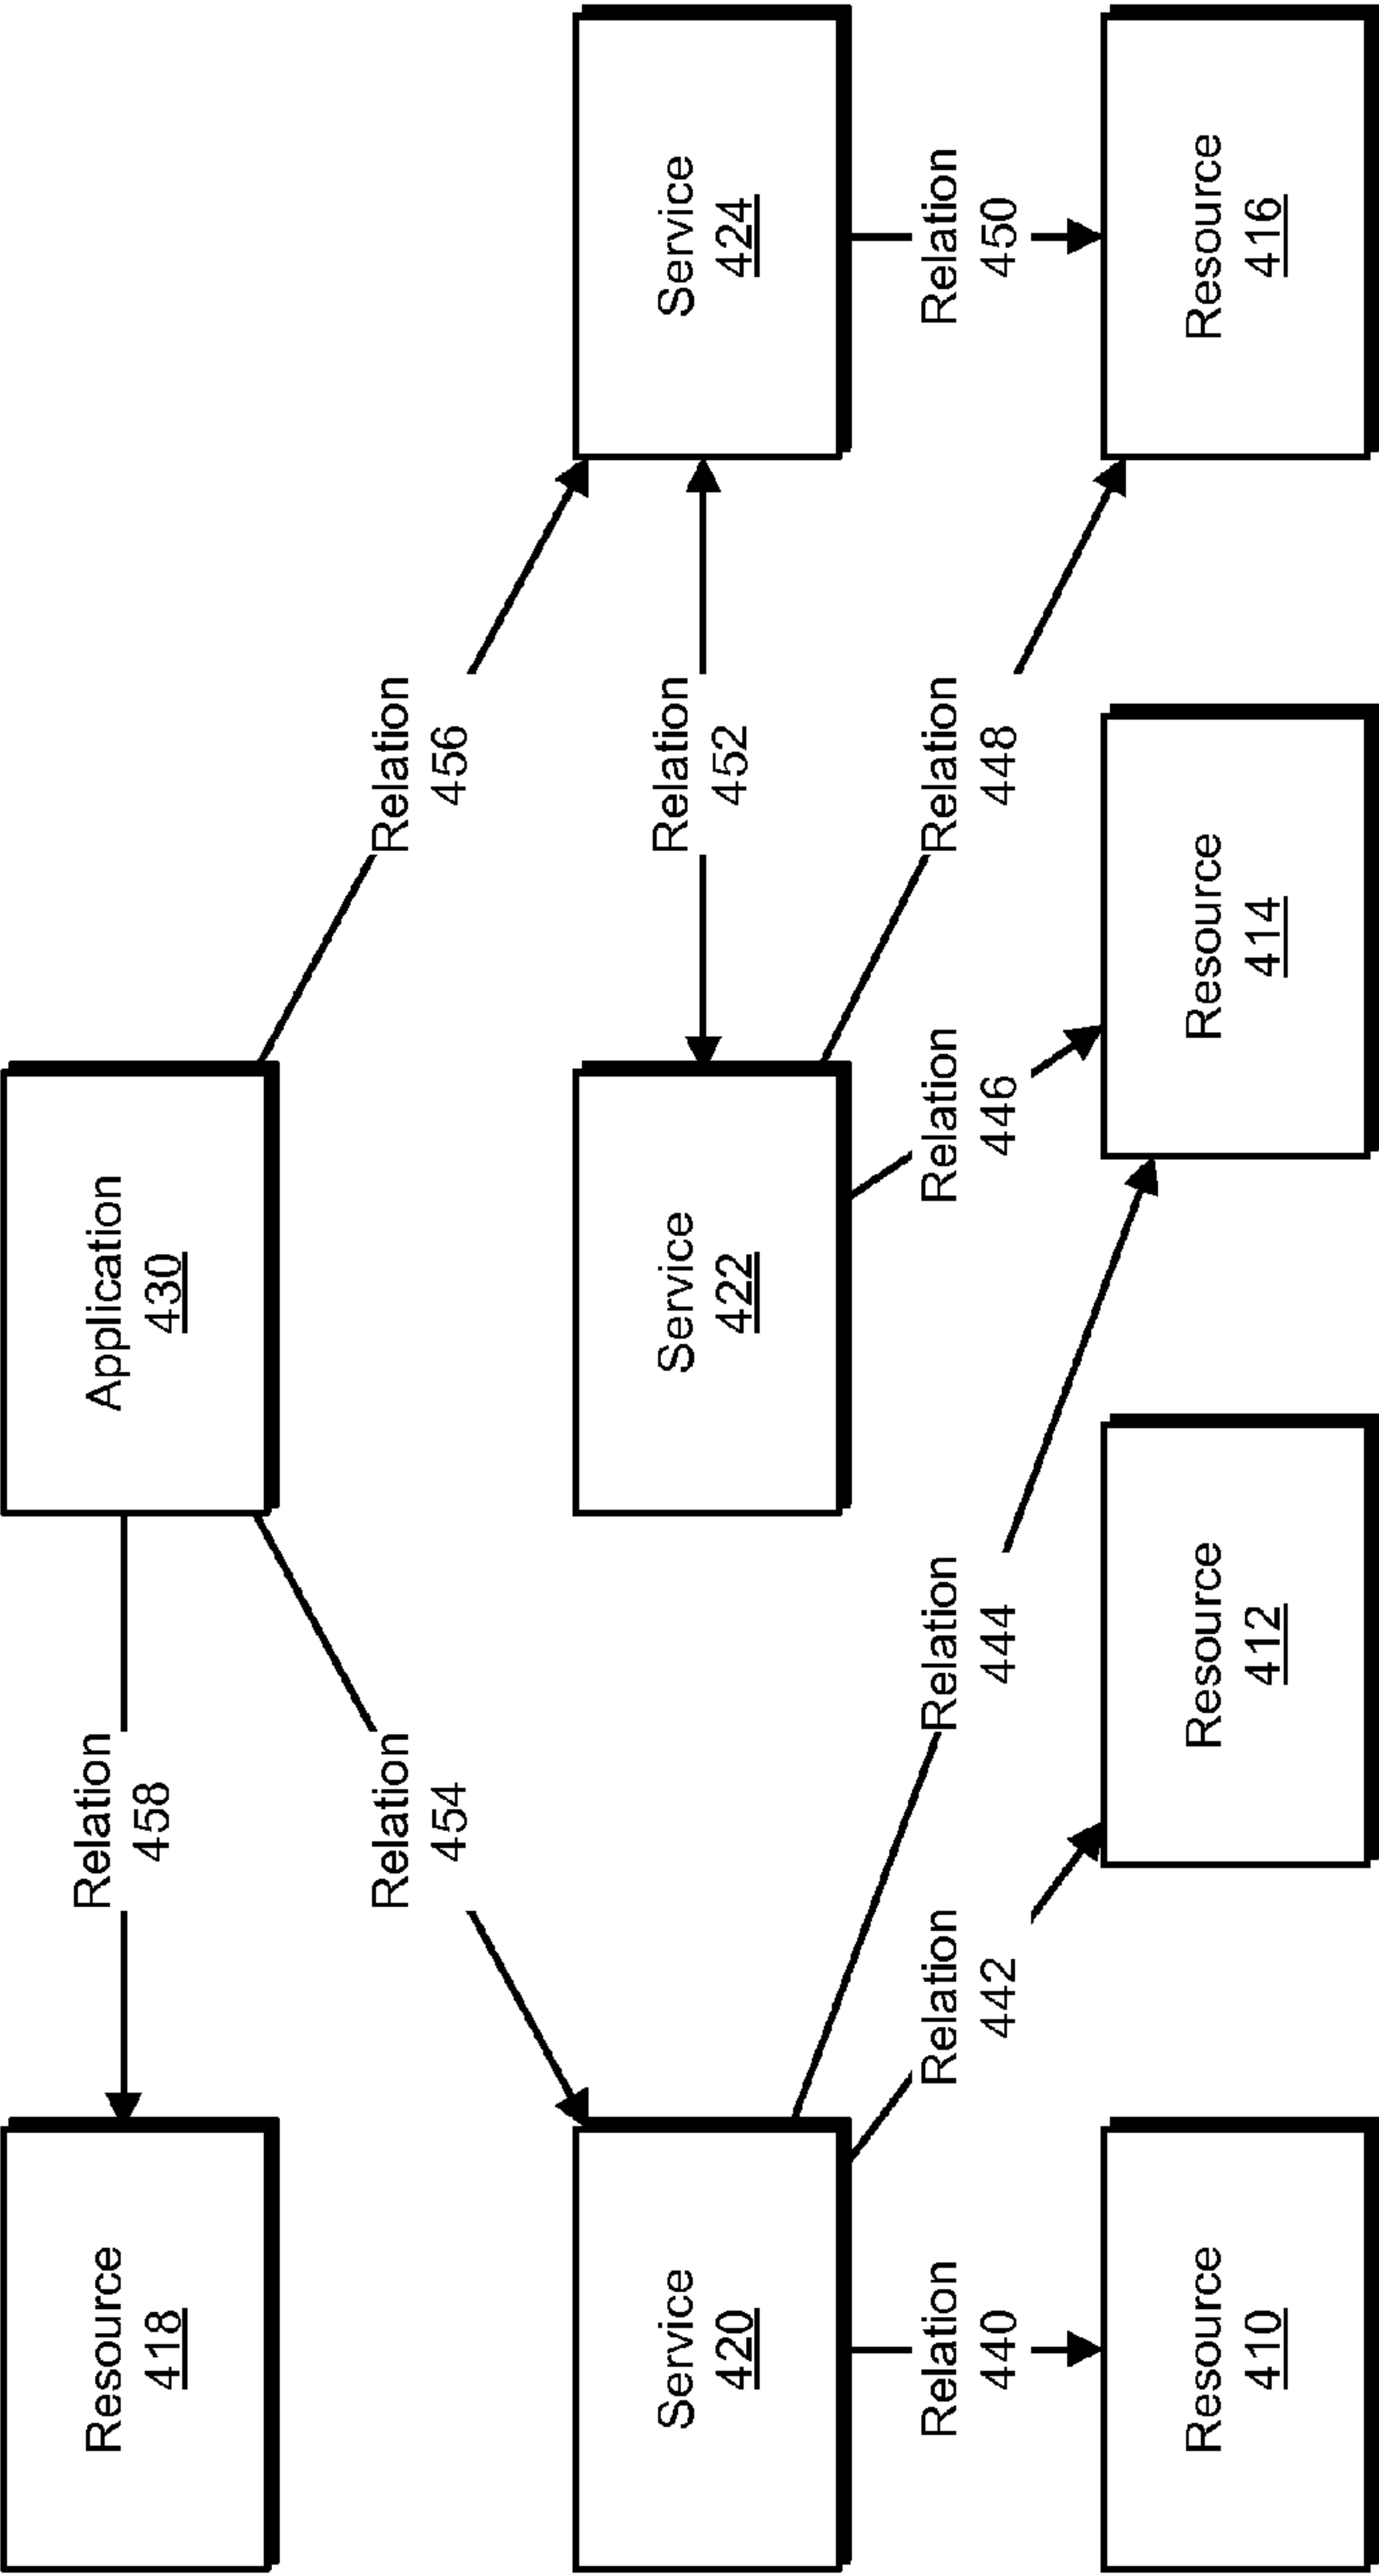 Resource
418
Relation
458
Application
430
Relation
454
Relation
456
Service
420
Service
422
Relation
452
Service
424
Relation
440
Relation
442
Relation
444
Relation
446
Relation
448
Relation
450
Resource
410
Resource
412
Resource
414
Resource
416